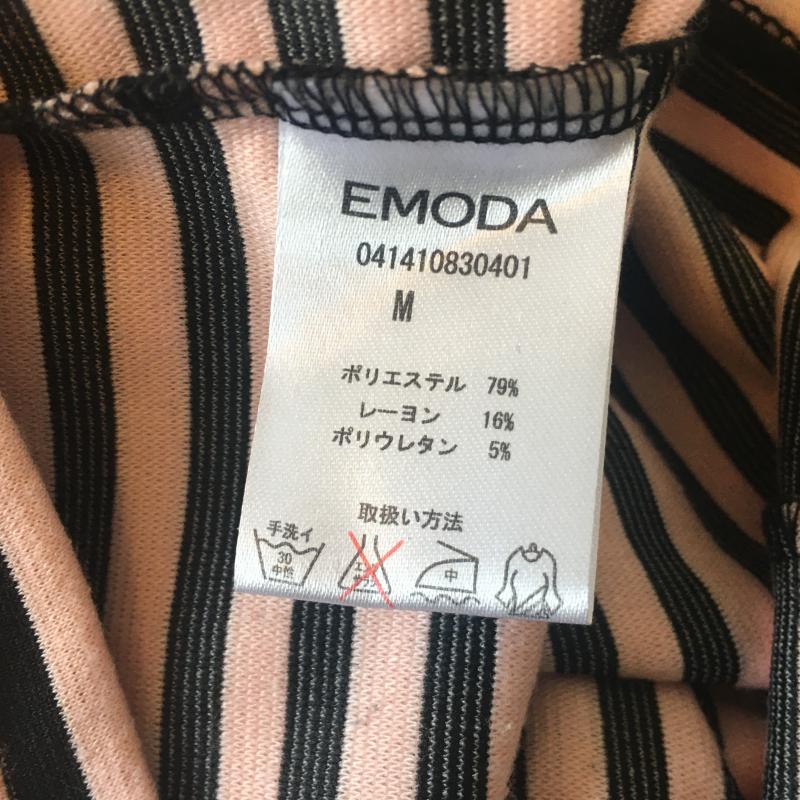 EMODA
041410830401
M
ポリエステル 79%
レーヨン 16%
ポリウレタン 5%
取扱い方法
手洗イ
30
中性
中